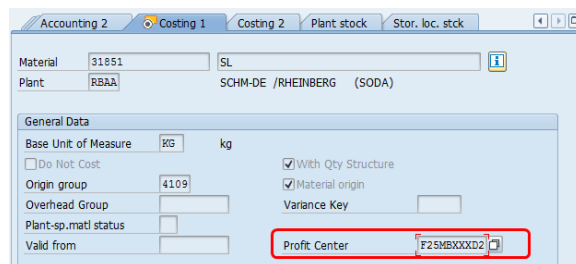 Accounting 2 Costing 1 Costing 2 Plant stock Stor. loc. stck
Material 31851 SL
Plant RBAA SCHM-DE /RHEINBERG (SODA)
General Data
Base Unit of Measure KG kg
Do Not Cost With Qty Structure
Origin group 4109 Material origin
Overhead Group Variance Key
Plant-sp.matl status
Valid from Profit Center F25MBXXXD2